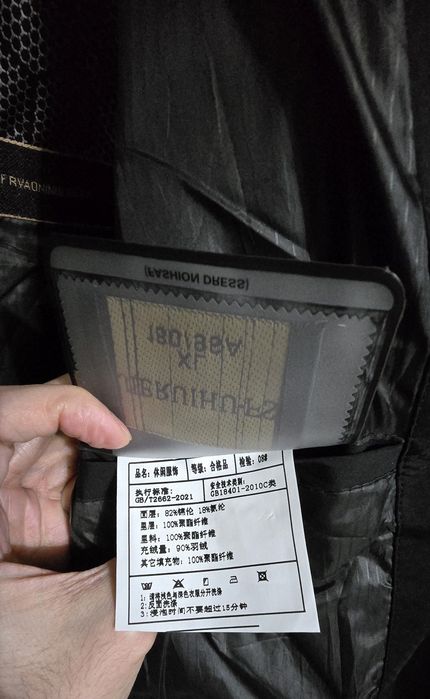 (FASHION DRESS)
180/96A
XL
品名：休闲服饰 等级：合格品 检验：08#
执行标准：
GB/T2662-2021
安全技术类别：
GB18401-2010C类
面层：82%锦纶 18%氨纶
里层：100%聚酯纤维
里料：100%聚酯纤维
充绒量：90%羽绒
其它填充物：100%聚酯纤维
1：请将浅色与深色衣服分开洗涤
2：反面洗涤
3：浸泡时间不要超过15分钟